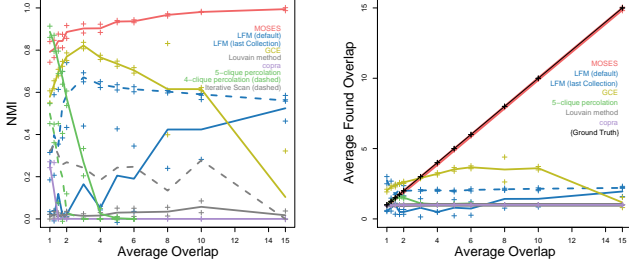 NMI
1.0
0.8
0.6
0.4
0.2
0.0
MOSES
LFM (default)
LFM (last Collection)
GCE
Louvain method
copra
5-clique percolation
4-clique percolation (dashed)
Iterative Scan (dashed)
1 2 4 6 8 10 12 14 15
Average Overlap
Average Found Overlap
15
10
5
0
MOSES
LFM (default)
LFM (last Collection)
GCE
5-clique percolation
Louvain method
copra
(Ground Truth)
1 2 4 6 8 10 12 14 15
Average Overlap